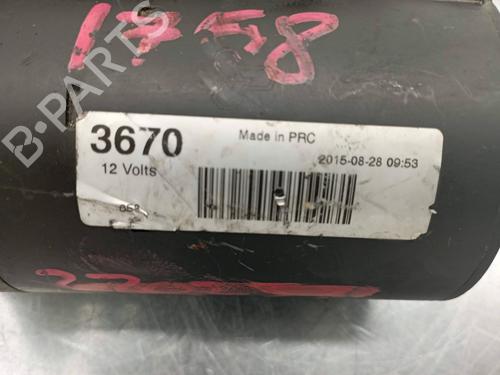 1758
B-PARTS
3670
Made in PRC
12 Volts
2015-08-28 09:53